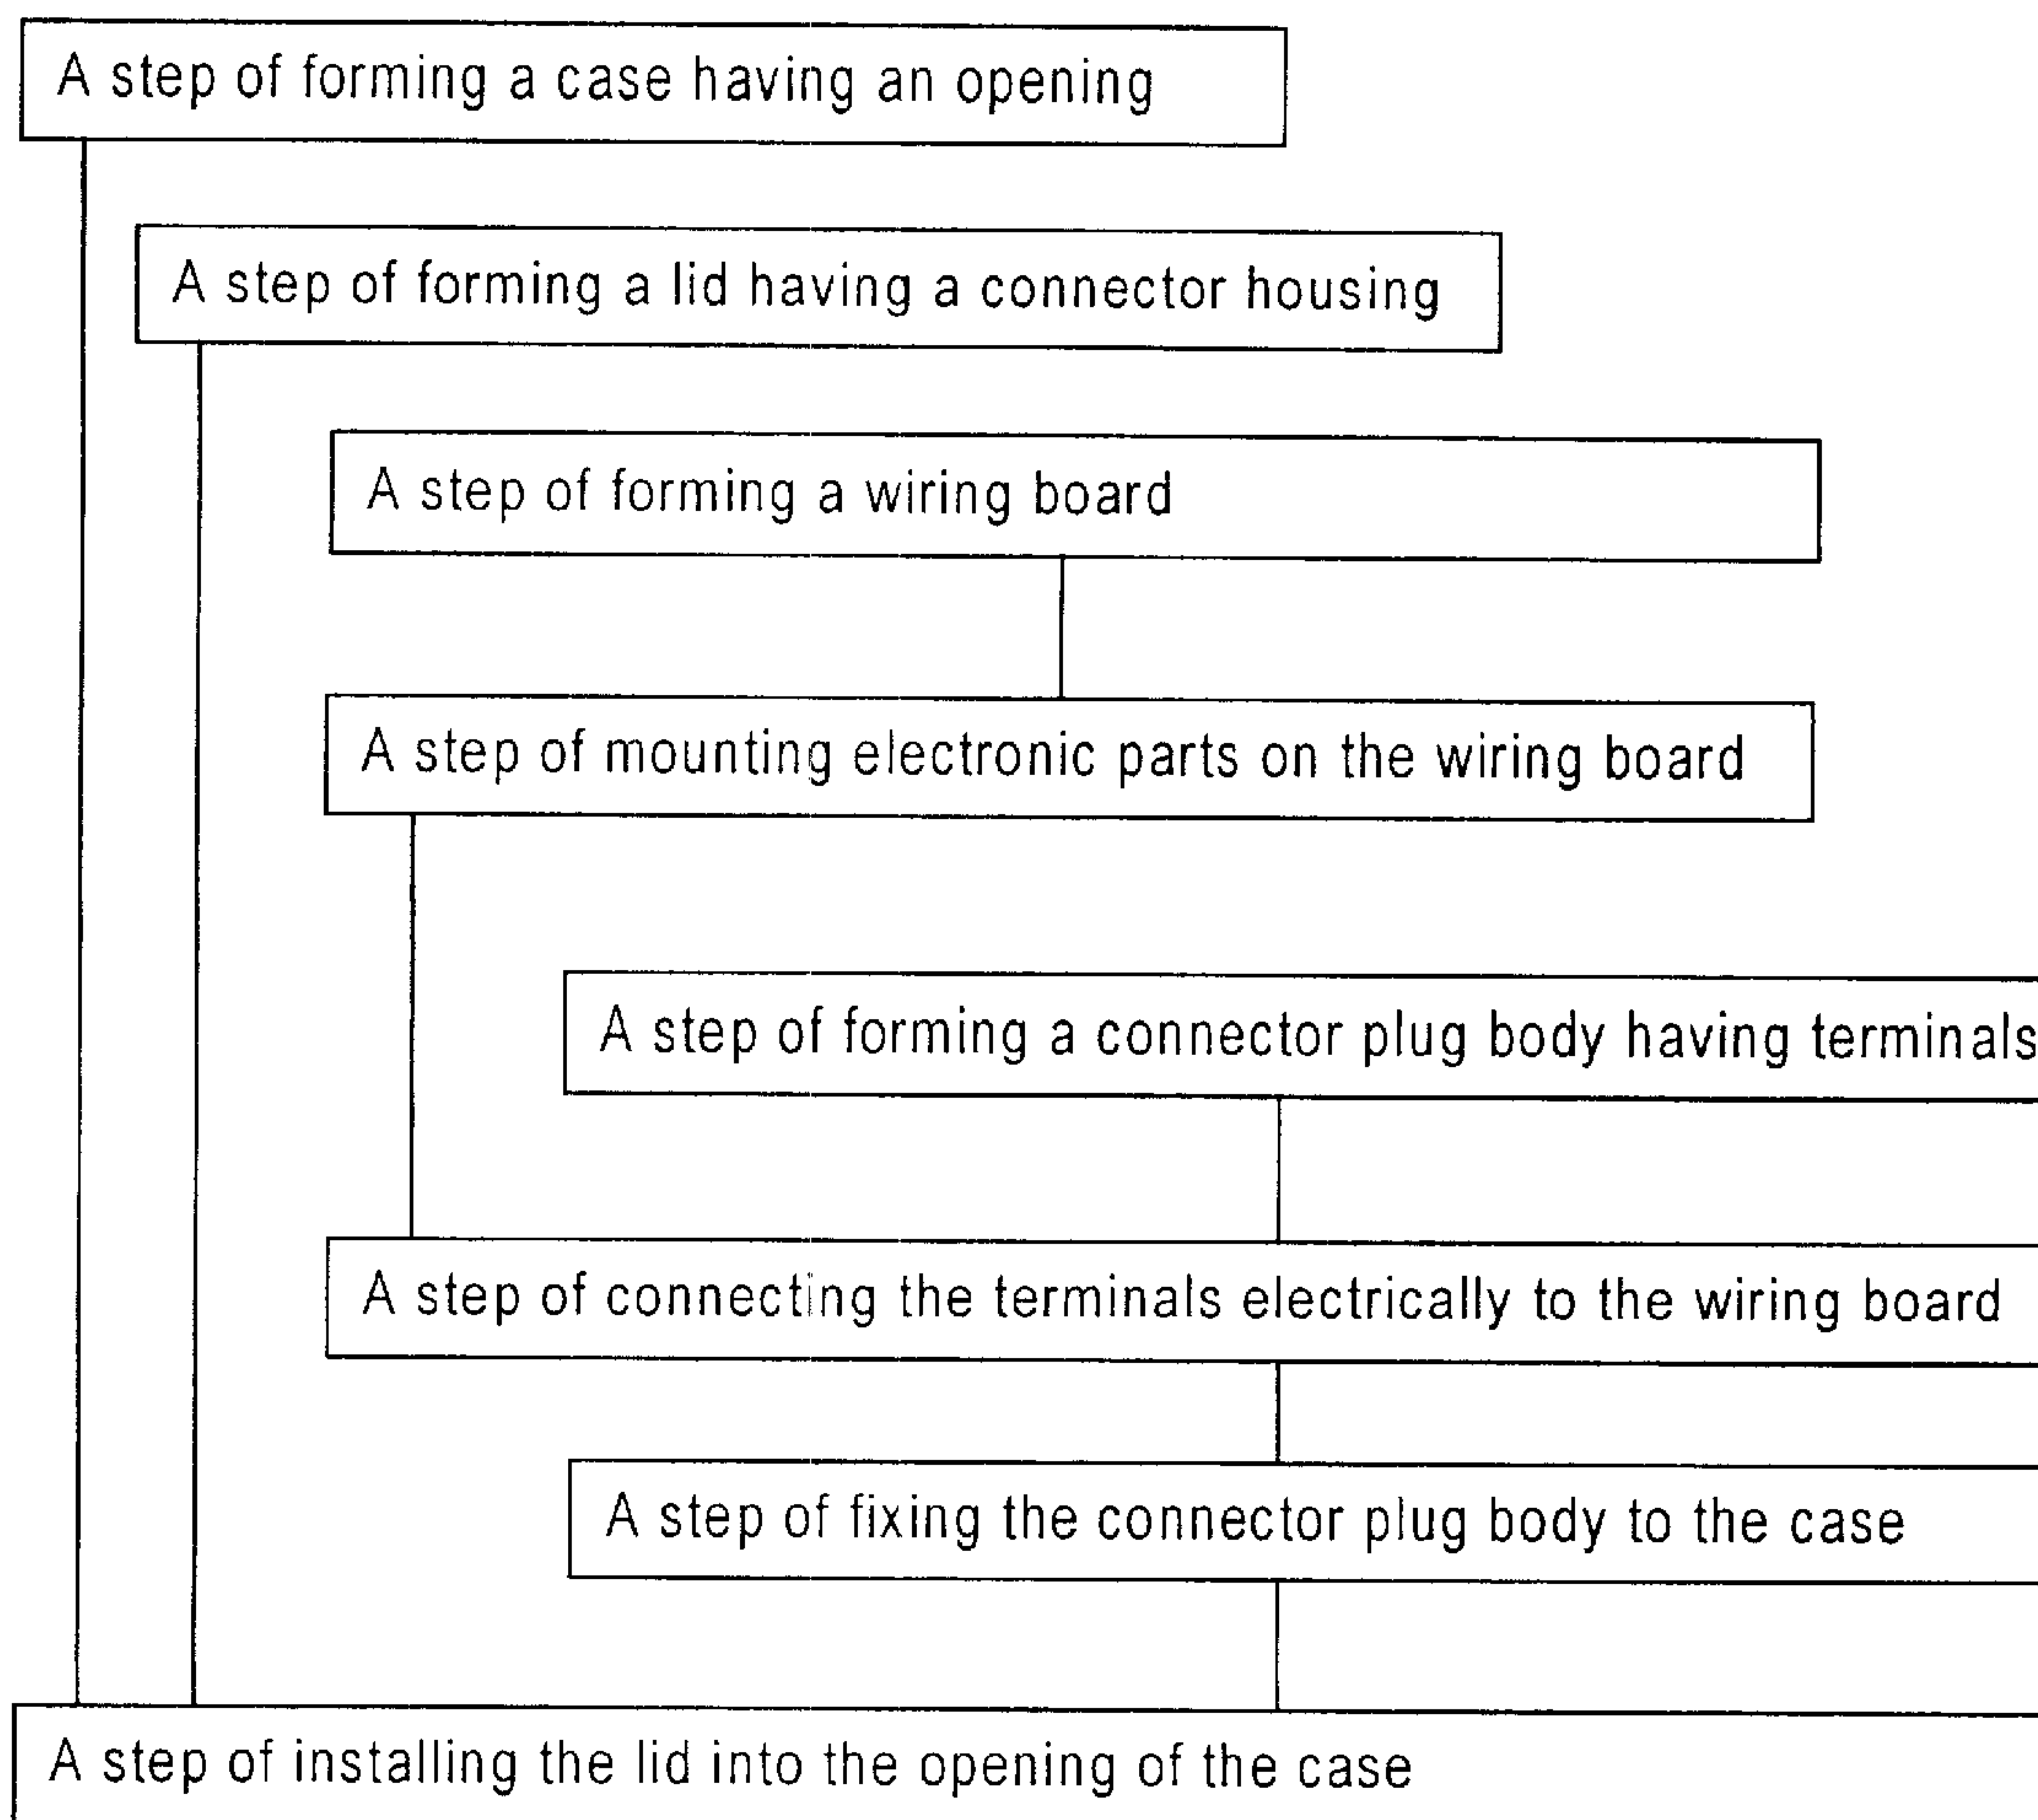 A step of forming a case having an opening
A step of forming a lid having a connector housing
A step of forming a wiring board
A step of mounting electronic parts on the wiring board
A step of forming a connector plug body having terminals
A step of connecting the terminals electrically to the wiring board
A step of fixing the connector plug body to the case
A step of installing the lid into the opening of the case